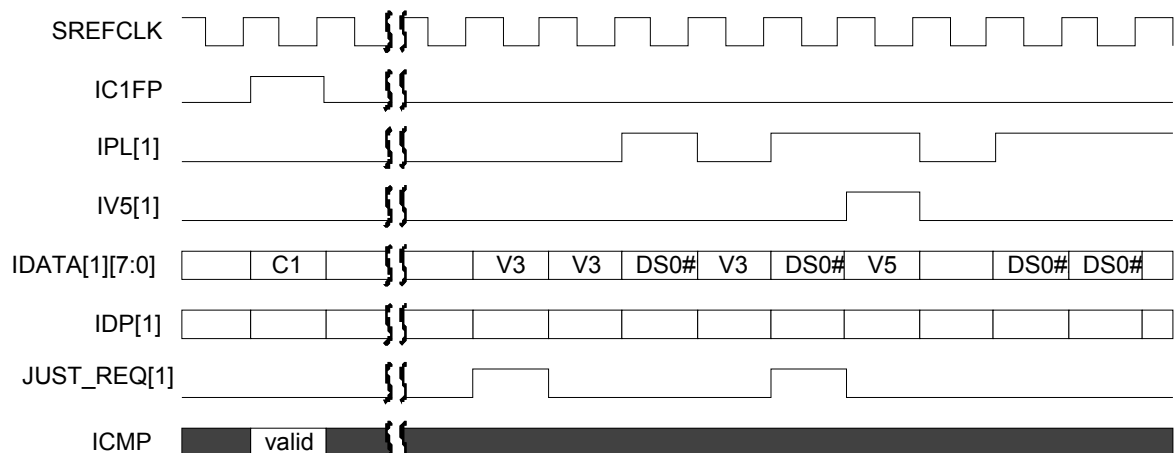 SREFCLK
IC1FP
IPL[1]
IV5[1]
IDATA[1][7:0] C1 V3 V3 DS0# V3 DS0# V5 DS0# DS0#
IDP[1]
JUST_REQ[1]
ICMP valid